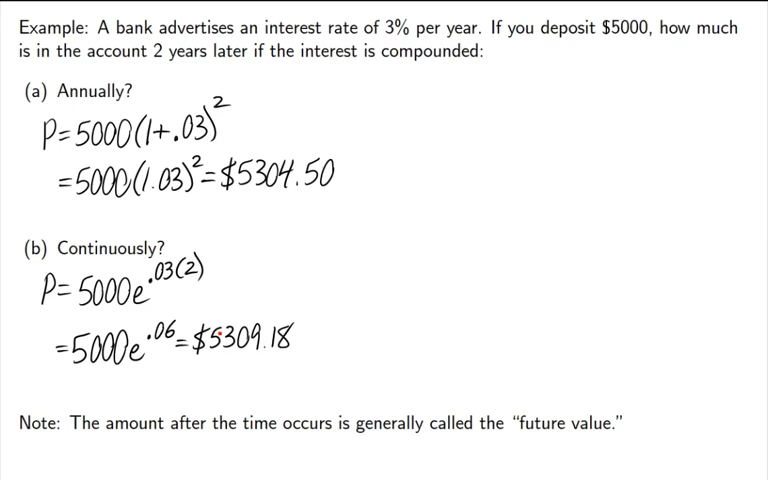 Example: A bank advertises an interest rate of 3% per year. If you deposit $5000, how much
is in the account 2 years later if the interest is compounded:
(a) Annually?
P=5000(1+.03)^2
=5000(1.03)^2=$5304.50
(b) Continuously?
P=5000e^.03(2)
=5000e^.06=$5309.18
Note: The amount after the time occurs is generally called the “future value.”